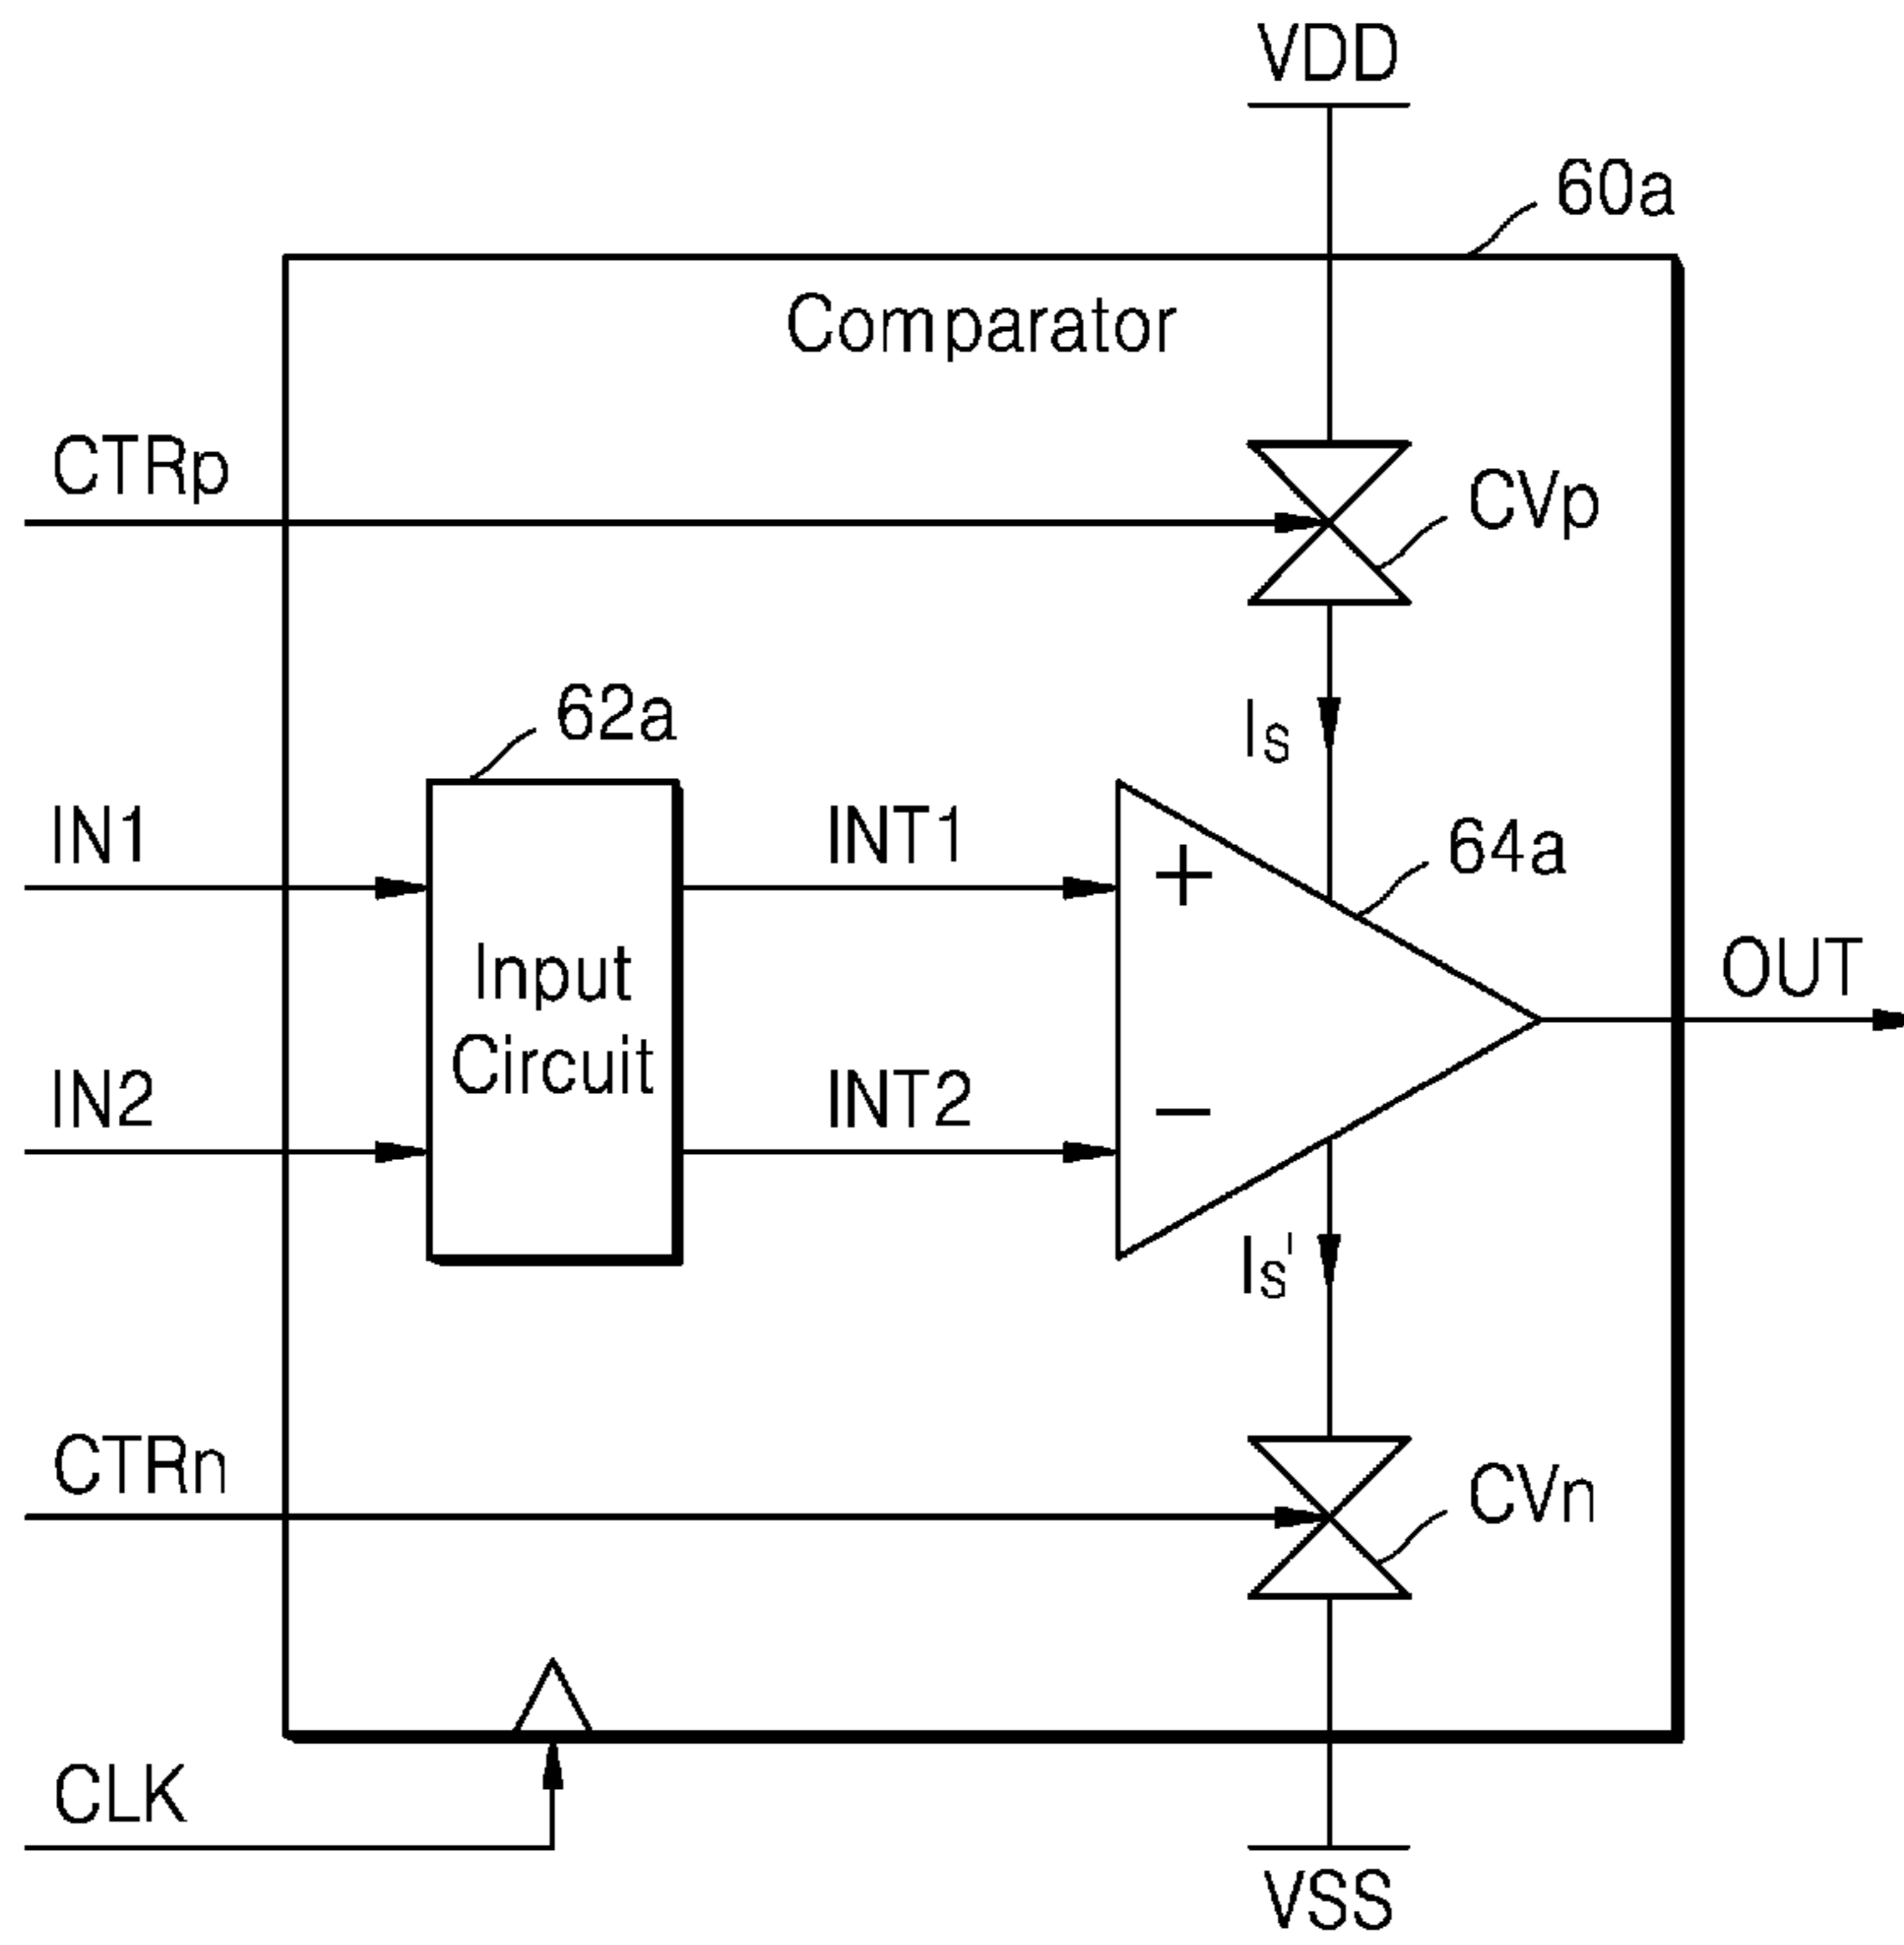 VDD
60a
Comparator
CTRp
CVp
62a
Is
IN1
INT1
+
64a
Input
Circuit
OUT
IN2
INT2
−
Is'
CTRn
CVn
CLK
VSS